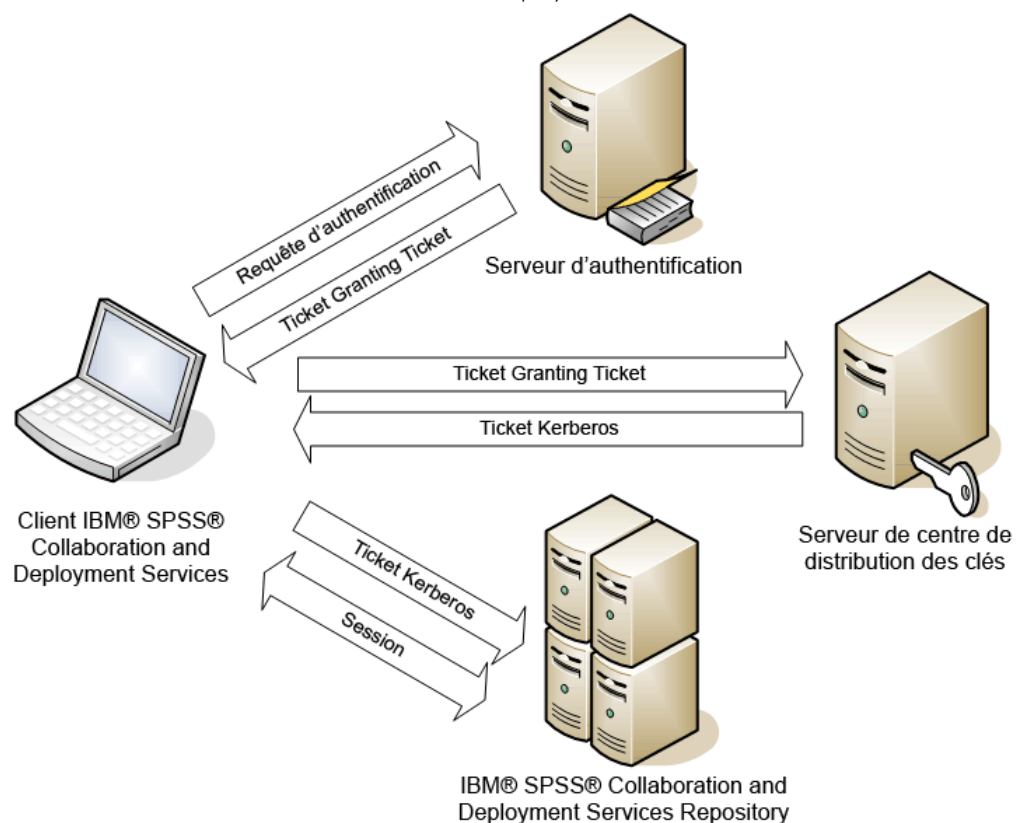 Requête d'authentification
Ticket Granting Ticket
Serveur d'authentification
Ticket Granting Ticket
Ticket Kerberos
Client IBM® SPSS®
Collaboration and
Deployment Services
Serveur de centre de
distribution des clés
Ticket Kerberos
Session
IBM® SPSS® Collaboration and
Deployment Services Repository